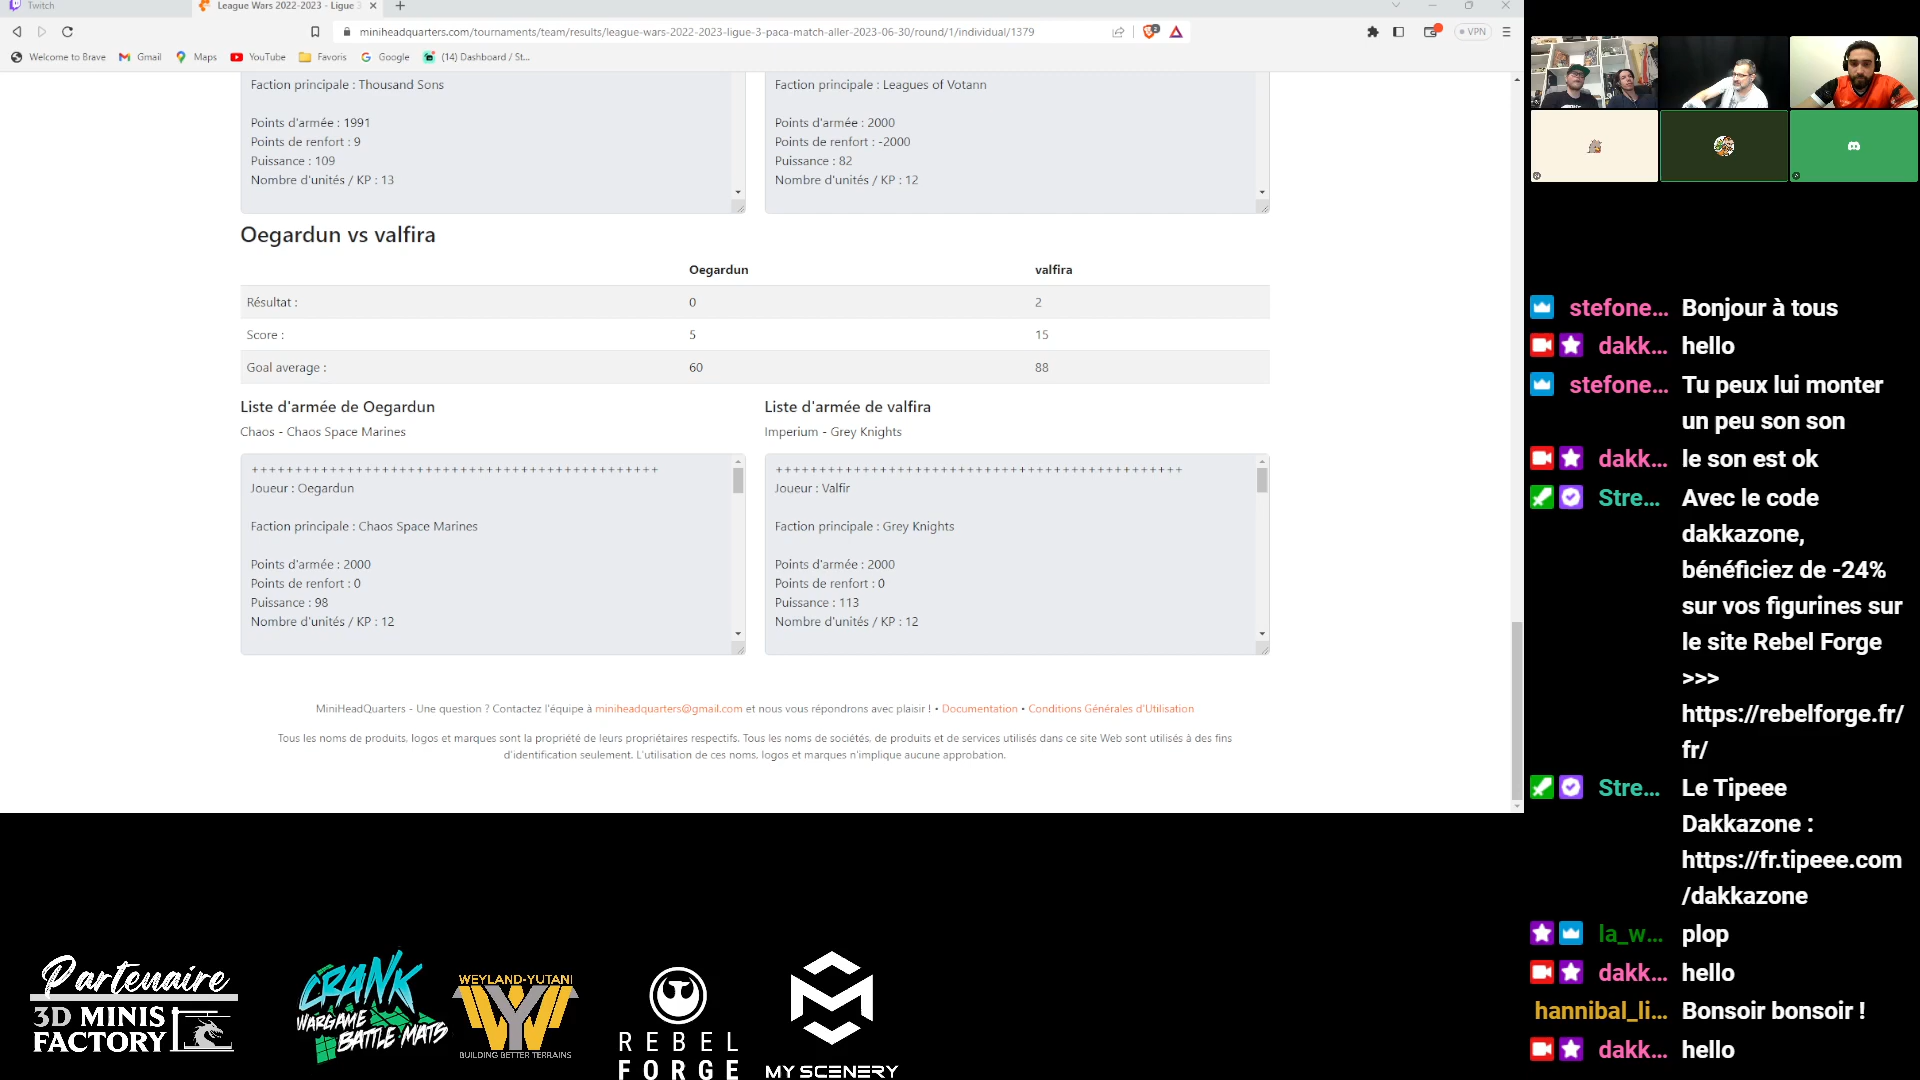 Twitch
League Wars 2022-2023 - Ligue 3
miniheadquarters.com/tournaments/team/results/league-wars-2022-2023-ligue-3-paca-match-aller-2023-06-30/round/1/individual/1379
VPN
Welcome to Brave
Gmail
Maps
YouTube
Favoris
Google
(14) Dashboard / St...
Faction principale : Thousand Sons
Points d'armée : 1991
Points de renfort : 9
Puissance : 109
Nombre d'unités / KP : 13
Faction principale : Leagues of Votann
Points d'armée : 2000
Points de renfort : -2000
Puissance : 82
Nombre d'unités / KP : 12
Oegardun vs valfira
Oegardun valfira
Résultat : 0 2
Score : 5 15
Goal average : 60 88
Liste d'armée de Oegardun
Chaos - Chaos Space Marines
+++++++++++++++++++++++++++++++++++++++++++++++
Joueur : Oegardun
Faction principale : Chaos Space Marines
Points d'armée : 2000
Points de renfort : 0
Puissance : 98
Nombre d'unités / KP : 12
Liste d'armée de valfira
Imperium - Grey Knights
+++++++++++++++++++++++++++++++++++++++++++++++
Joueur : Valfir
Faction principale : Grey Knights
Points d'armée : 2000
Points de renfort : 0
Puissance : 113
Nombre d'unités / KP : 12
MiniHeadQuarters - Une question ? Contactez l'équipe à miniheadquarters@gmail.com et nous vous répondrons avec plaisir ! • Documentation • Conditions Générales d'Utilisation
Tous les noms de produits, logos et marques sont la propriété de leurs propriétaires respectifs. Tous les noms de sociétés, de produits et de services utilisés dans ce site Web sont utilisés à des fins
d'identification seulement. L'utilisation de ces noms, logos et marques n'implique aucune approbation.
stefone... Bonjour à tous
dakk... hello
stefone... Tu peux lui monter
un peu son son
dakk... le son est ok
Stre... Avec le code
dakkazone,
bénéficiez de -24%
sur vos figurines sur
le site Rebel Forge
>>>
https://rebelforge.fr/
fr/
Stre... Le Tipeee
Dakkazone :
https://fr.tipeee.com
/dakkazone
la_w... plop
dakk... hello
hannibal_li... Bonsoir bonsoir !
dakk... hello
Partenaire
3D MINIS
FACTORY
CRANK
WARGAME
BATTLE MATS
WEYLAND-YUTANI
BUILDING BETTER TERRAINS
REBEL
FORGE
MY SCENERY